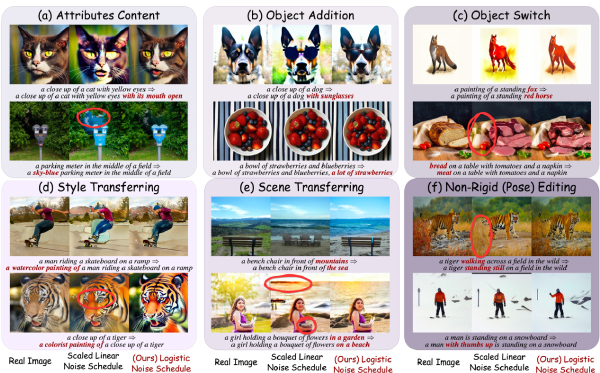 (a) Attributes Content
a close up of a cat with yellow eyes ⇒
a close up of a cat with yellow eyes with its mouth open
a parking meter in the middle of a field ⇒
a sky-blue parking meter in the middle of a field
(b) Object Addition
a close up of a dog ⇒
a close up of a dog with sunglasses
a bowl of strawberries and blueberries ⇒
a bowl of strawberries and blueberries, a lot of strawberries
(c) Object Switch
a painting of a standing fox ⇒
a painting of a standing red horse
bread on a table with tomatoes and a napkin ⇒
meat on a table with tomatoes and a napkin
(d) Style Transferring
a man riding a skateboard on a ramp ⇒
a watercolor painting of a man riding a skateboard on a ramp
a close up of a tiger ⇒
a colorist painting of a close up of a tiger
(e) Scene Transferring
a bench chair in front of mountains ⇒
a bench chair in front of the sea
a girl holding a bouquet of flowers in a garden ⇒
a girl holding a bouquet of flowers on a beach
(f) Non-Rigid (Pose) Editing
a tiger walking across a field in the wild ⇒
a tiger standing still on a field in the wild
a man is standing on a snowboard ⇒
a man with thumbs up is standing on a snowboard
Real Image
Scaled Linear
Noise Schedule
(Ours) Logistic
Noise Schedule
Real Image
Scaled Linear
Noise Schedule
(Ours) Logistic
Noise Schedule
Real Image
Scaled Linear
Noise Schedule
(Ours) Logistic
Noise Schedule